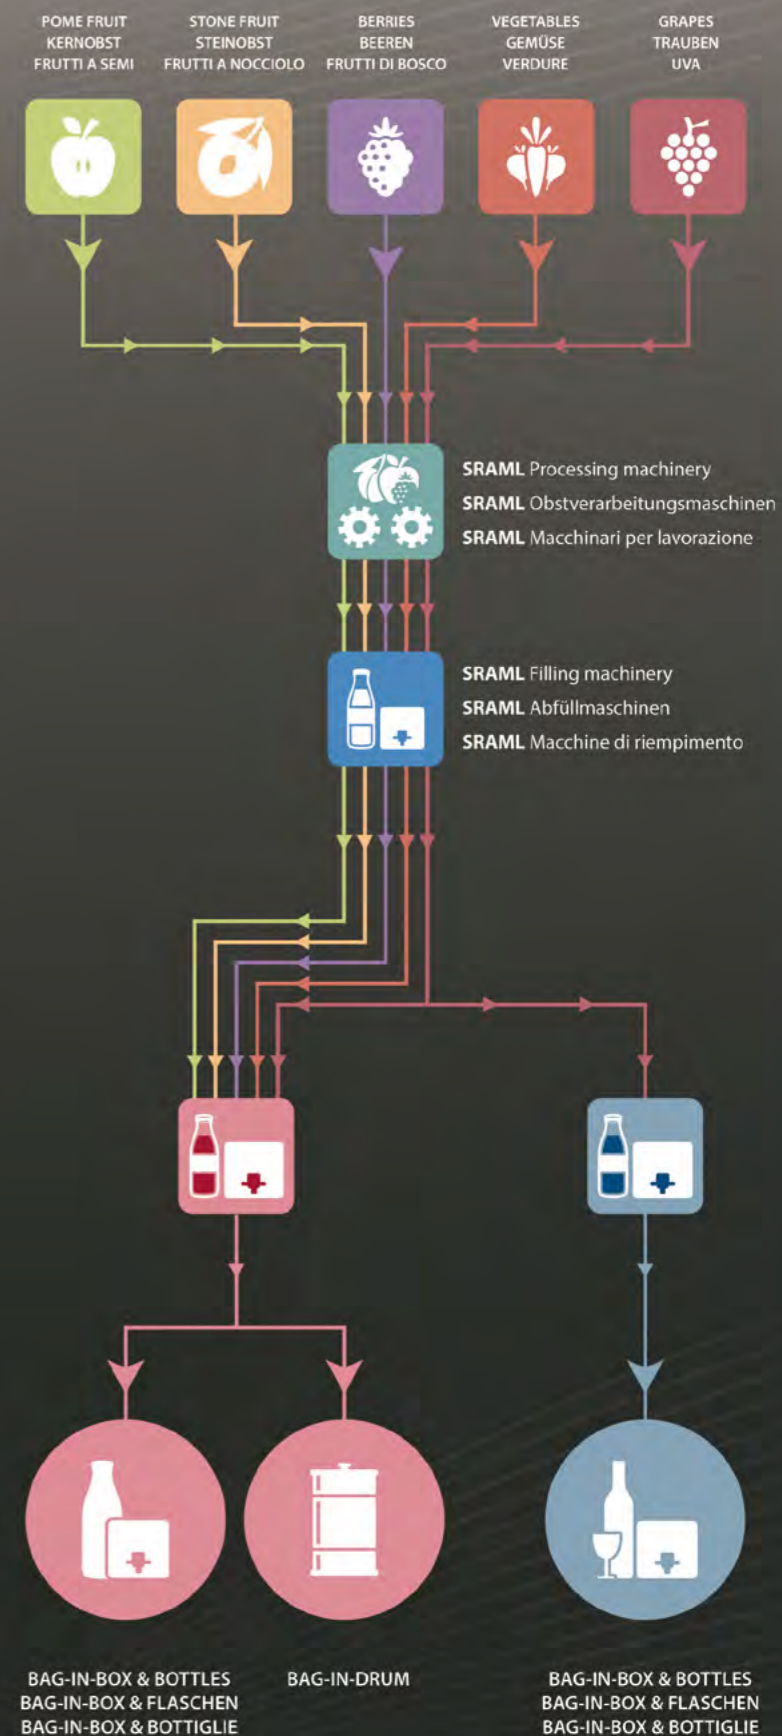 POME FRUIT
KERNOBST
FRUTTI A SEMI
STONE FRUIT
STEINOBST
FRUTTI A NOCCIOLO
BERRIES
BEEREN
FRUTTI DI BOSCO
VEGETABLES
GEMÜSE
VERDURE
GRAPES
TRAUBEN
UVA
SRAML Processing machinery
SRAML Obstverarbeitungsmaschinen
SRAML Macchinari per lavorazione
SRAML Filling machinery
SRAML Abfüllmaschinen
SRAML Macchine di riempimento
BAG-IN-BOX & BOTTLES
BAG-IN-BOX & FLASCHEN
BAG-IN-BOX & BOTTIGLIE
BAG-IN-DRUM
BAG-IN-BOX & BOTTLES
BAG-IN-BOX & FLASCHEN
BAG-IN-BOX & BOTTIGLIE